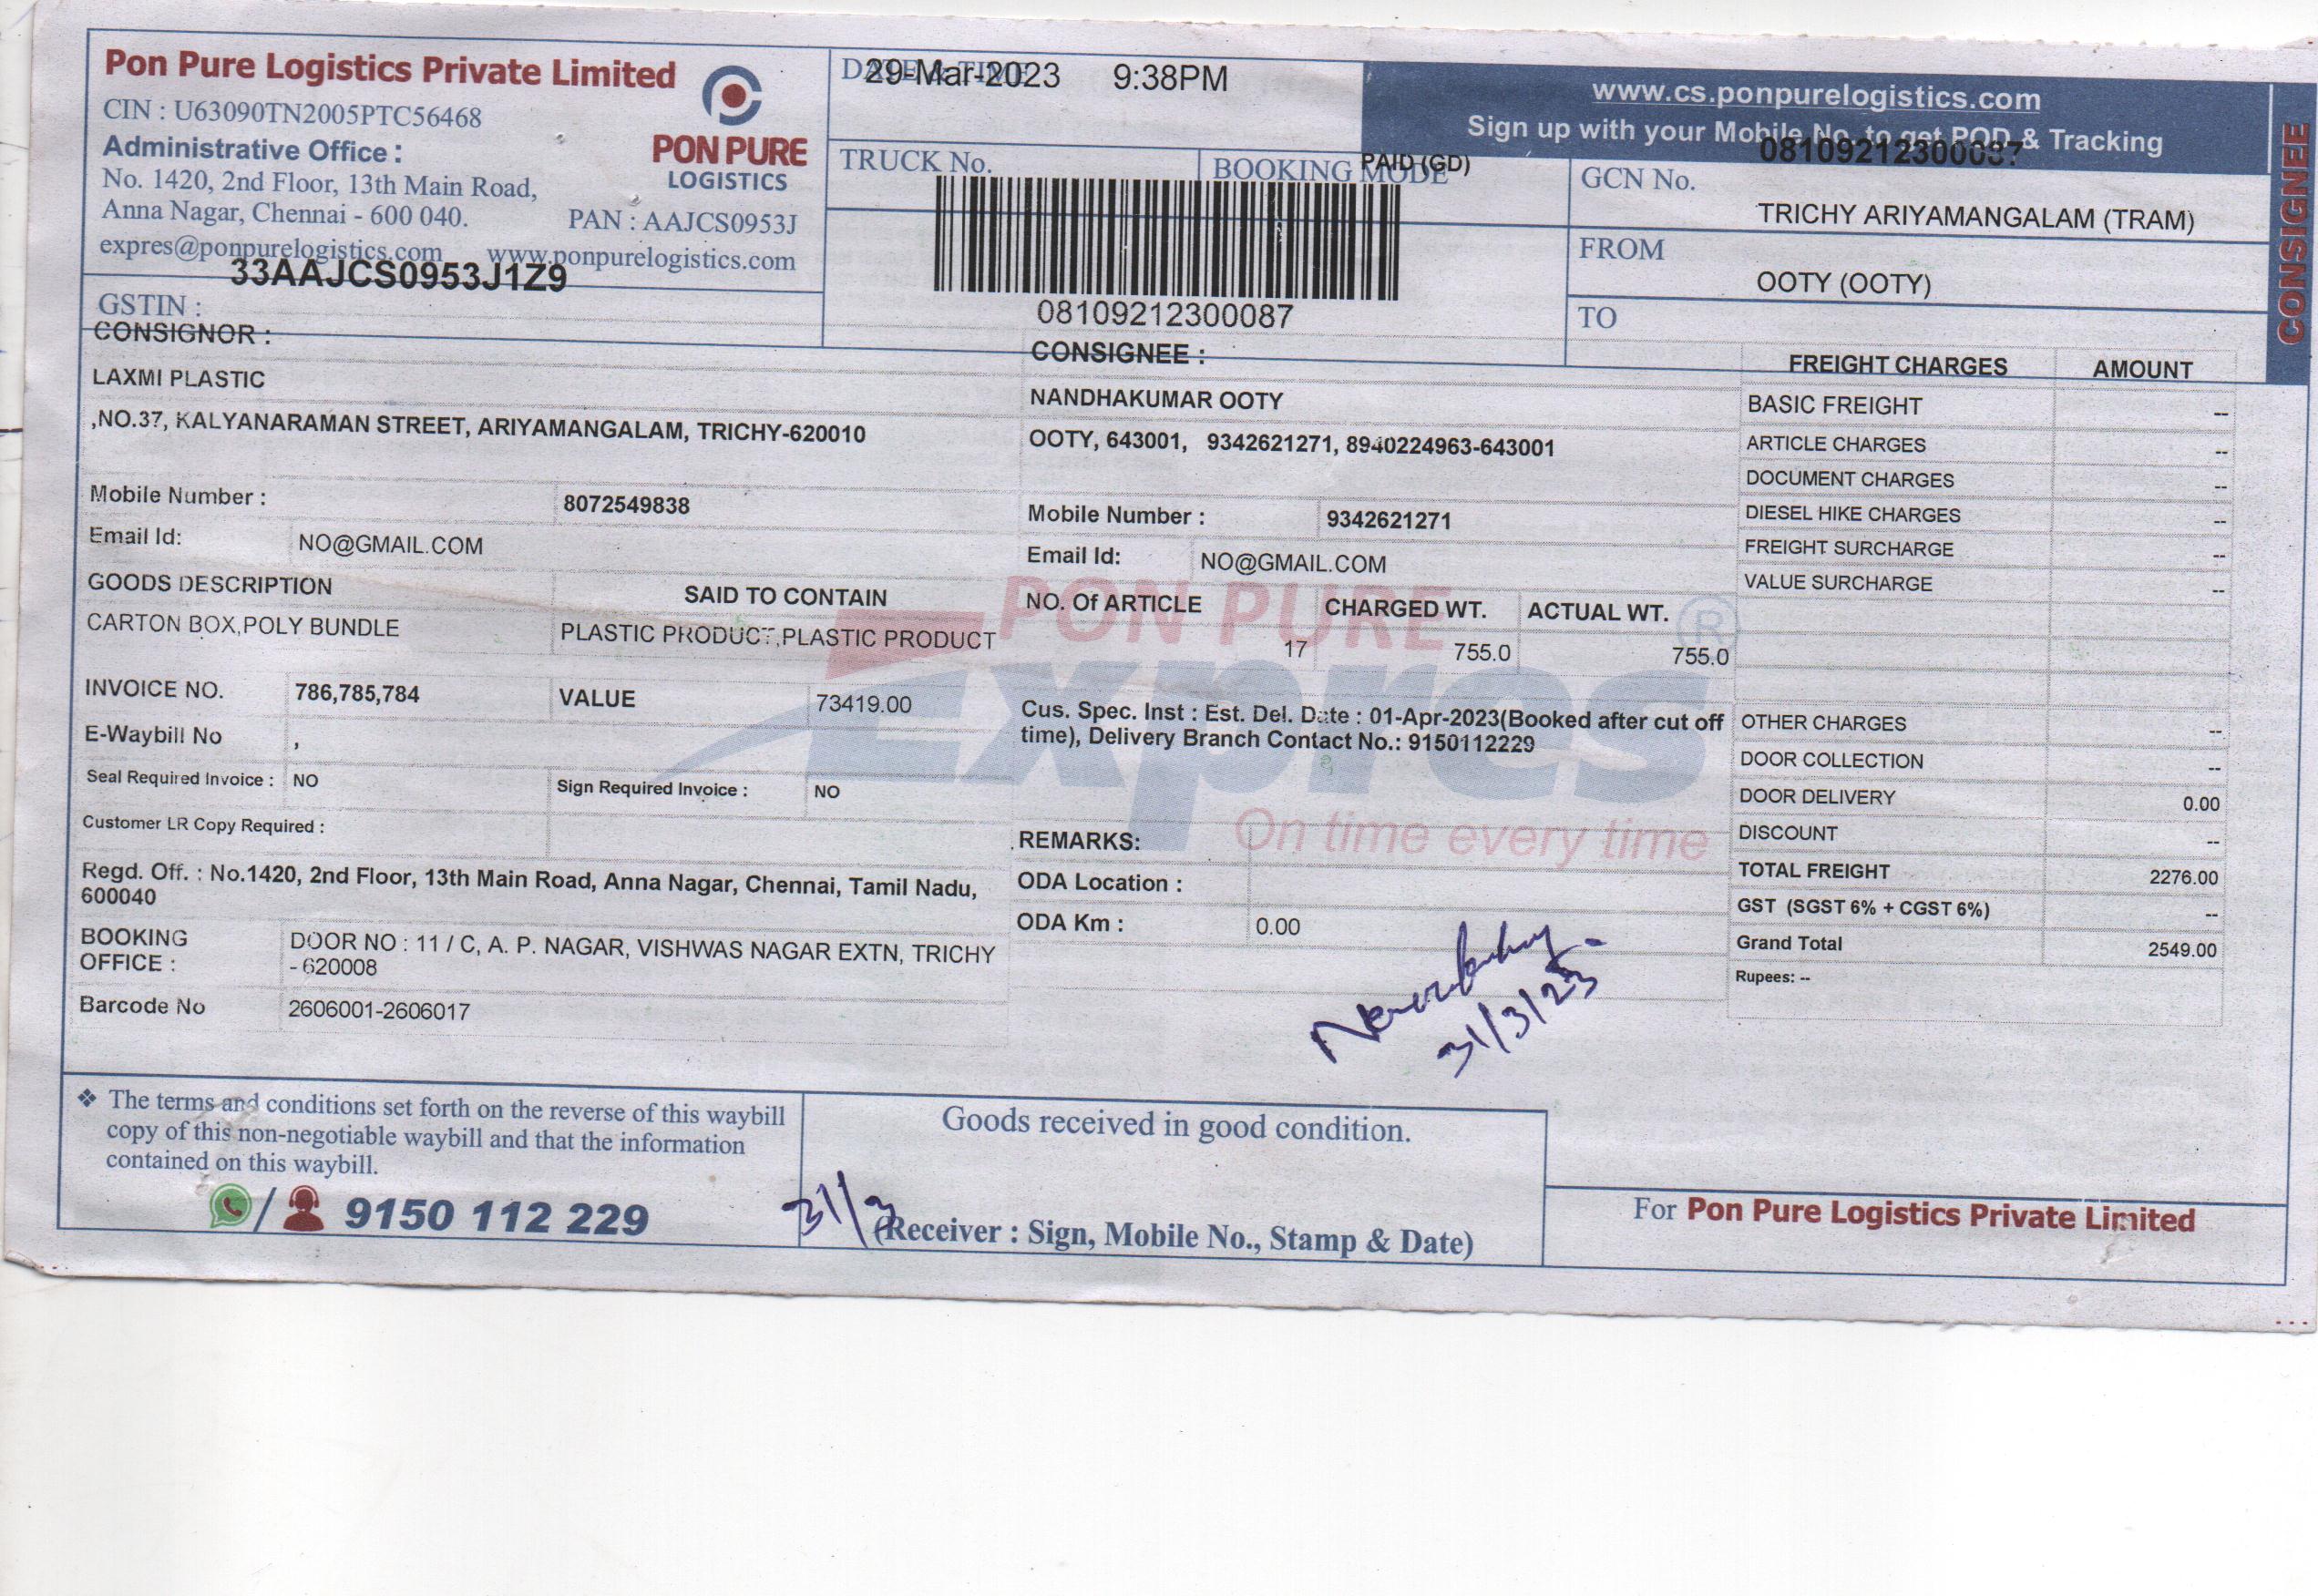 Pon Pure Logistics Private Limited
CIN : U63090TN2005PTC56468
Administrative Office :
No. 1420, 2nd Floor, 13th Main Road,
Anna Nagar, Chennai - 600 040.
PAN : AAJCS0953J
expres@ponpurelogistics.com www.ponpurelogistics.com
PON PURE
LOGISTICS
33AAJCS0953J1Z9
GSTIN :
DATE & TIME
29-Mar-2023 9:38PM
TRUCK No.
BOOKING MODE
PAID (GD)
08109212300087
www.cs.ponpurelogistics.com
Sign up with your Mobile No. to get POD & Tracking
08109212300087
GCN No.
TRICHY ARIYAMANGALAM (TRAM)
FROM
OOTY (OOTY)
TO
CONSIGNEE
CONSIGNOR :
LAXMI PLASTIC
,NO.37, KALYANARAMAN STREET, ARIYAMANGALAM, TRICHY-620010
Mobile Number : 8072549838
Email Id: NO@GMAIL.COM
CONSIGNEE :
NANDHAKUMAR OOTY
OOTY, 643001, 9342621271, 8940224963-643001
Mobile Number : 9342621271
Email Id: NO@GMAIL.COM
GOODS DESCRIPTION SAID TO CONTAIN NO. Of ARTICLE CHARGED WT. ACTUAL WT.
CARTON BOX,POLY BUNDLE PLASTIC PRODUCT,PLASTIC PRODUCT 17 755.0 755.0
INVOICE NO. 786,785,784 VALUE 73419.00
E-Waybill No ,
Seal Required Invoice : NO Sign Required Invoice : NO
Customer LR Copy Required :
Regd. Off. : No.1420, 2nd Floor, 13th Main Road, Anna Nagar, Chennai, Tamil Nadu,
600040
BOOKING
OFFICE :
DOOR NO : 11 / C, A. P. NAGAR, VISHWAS NAGAR EXTN, TRICHY
- 620008
Barcode No 2606001-2606017
Cus. Spec. Inst : Est. Del. Date : 01-Apr-2023(Booked after cut off
time), Delivery Branch Contact No.: 9150112229
REMARKS:
ODA Location :
ODA Km : 0.00
PON PURE
Expres
®
On time every time
31/3/23
FREIGHT CHARGES AMOUNT
BASIC FREIGHT --
ARTICLE CHARGES --
DOCUMENT CHARGES --
DIESEL HIKE CHARGES --
FREIGHT SURCHARGE --
VALUE SURCHARGE --
OTHER CHARGES --
DOOR COLLECTION --
DOOR DELIVERY 0.00
DISCOUNT --
TOTAL FREIGHT 2276.00
GST (SGST 6% + CGST 6%) --
Grand Total 2549.00
Rupees: --
❖ The terms and conditions set forth on the reverse of this waybill
copy of this non-negotiable waybill and that the information
contained on this waybill.
/ 9150 112 229
Goods received in good condition.
31/3
(Receiver : Sign, Mobile No., Stamp & Date)
For Pon Pure Logistics Private Limited